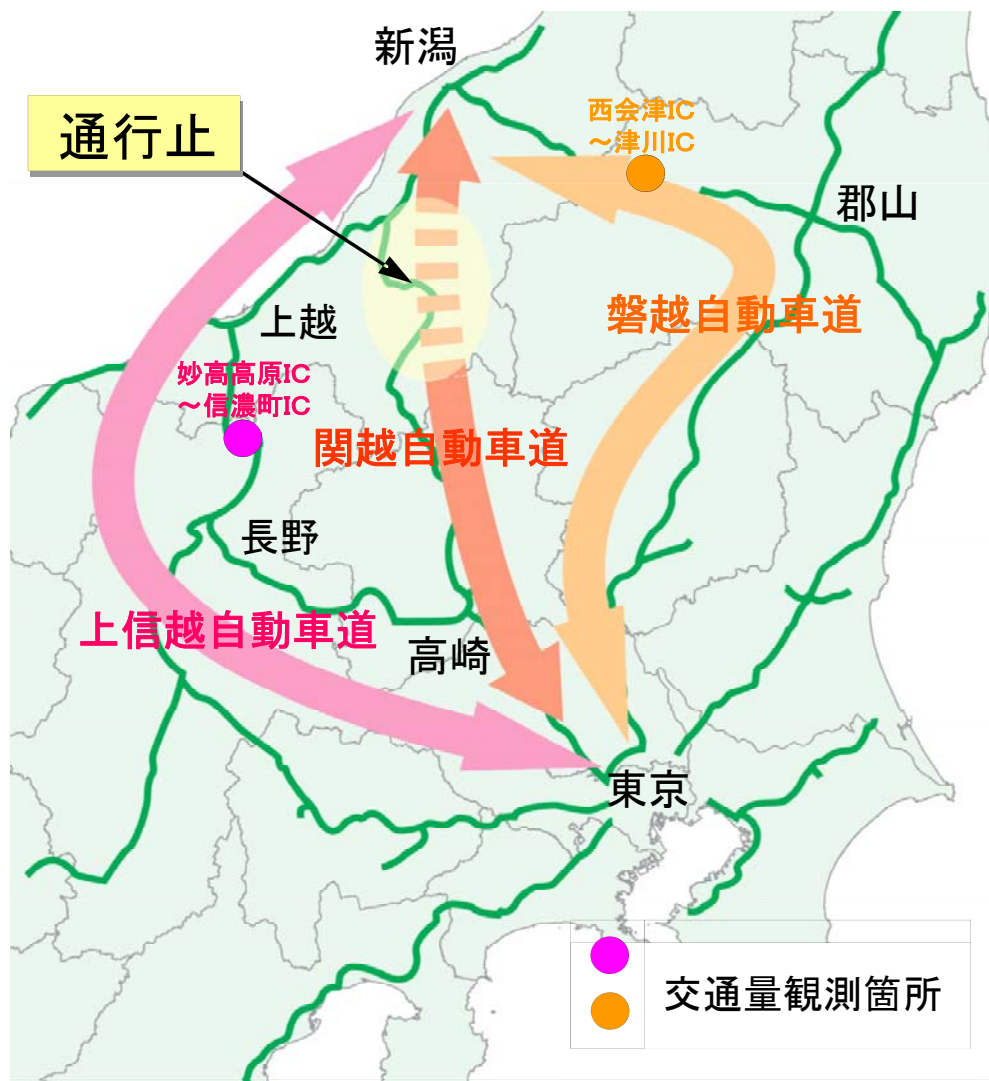 新潟
通行止
西会津IC
～津川IC
郡山
上越
磐越自動車道
妙高高原IC
～信濃町IC
関越自動車道
長野
上信越自動車道
高崎
東京
交通量観測箇所